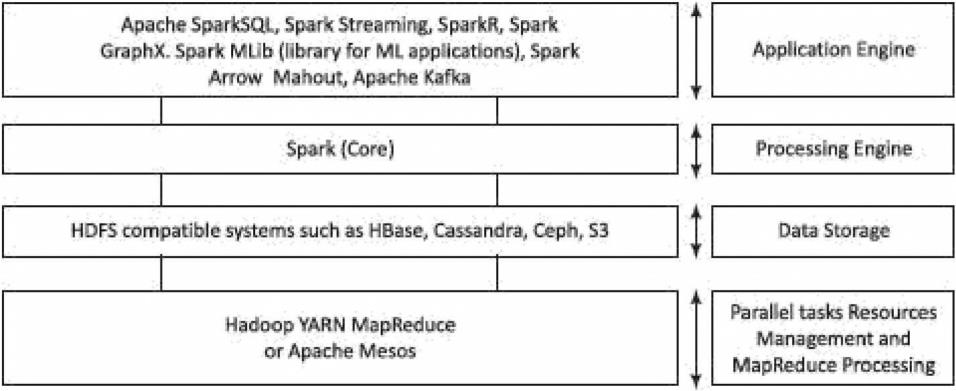 Apache SparkSQL, Spark Streaming, SparkR, Spark
GraphX. Spark MLib (library for ML applications), Spark
Arrow Mahout, Apache Kafka
Application Engine
Spark (Core)
Processing Engine
HDFS compatible systems such as HBase, Cassandra, Ceph, S3
Data Storage
Hadoop YARN MapReduce
or Apache Mesos
Parallel tasks Resources
Management and
MapReduce Processing